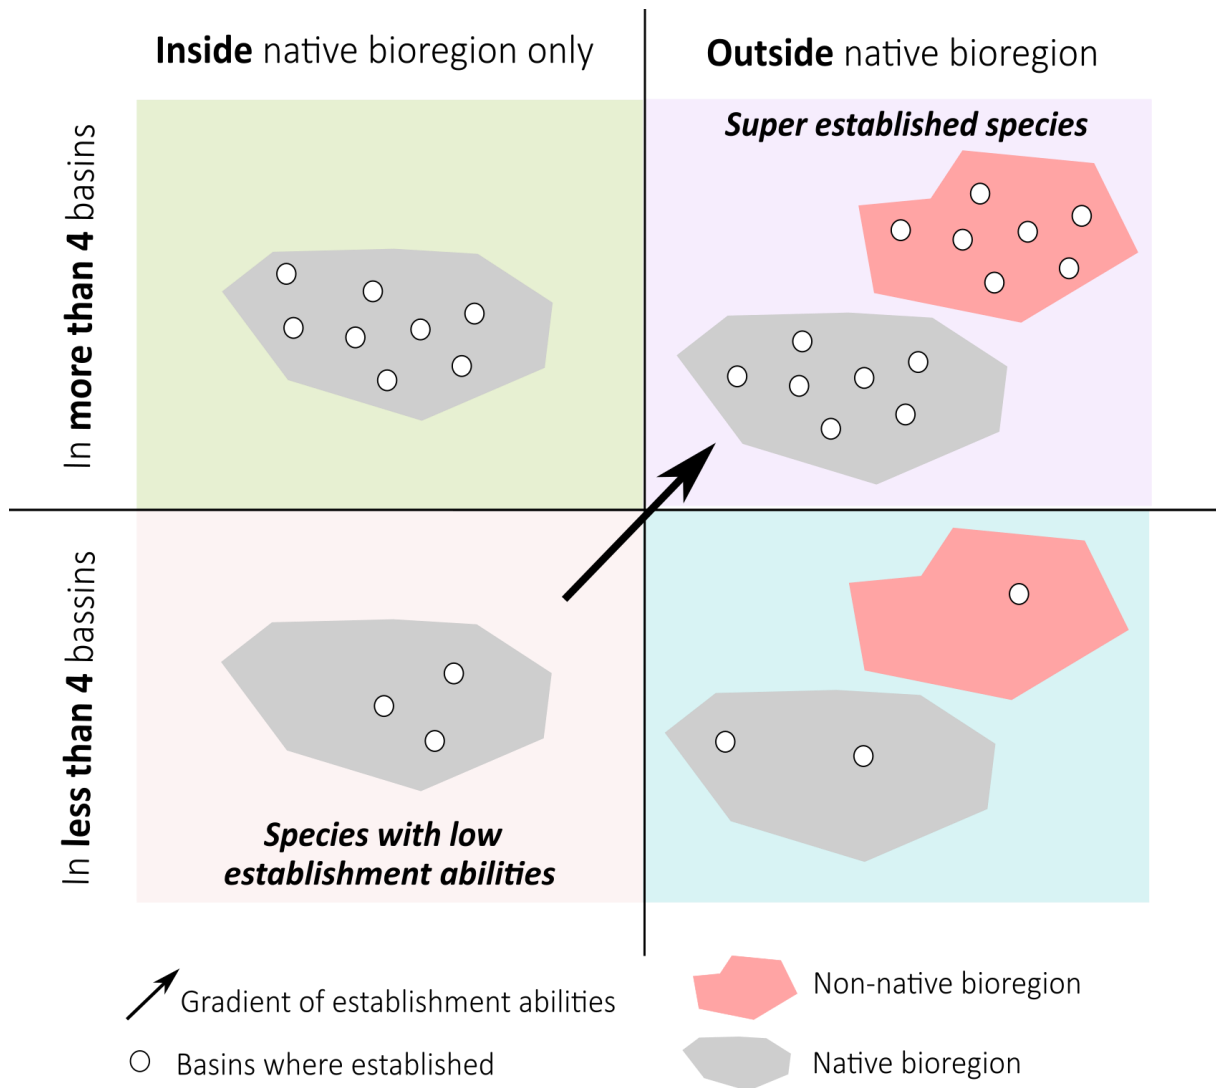 Inside native bioregion only
Outside native bioregion
In more than 4 basins
Super established species
In less than 4 bassins
Species with low
establishment abilities
Gradient of establishment abilities
Basins where established
Non-native bioregion
Native bioregion